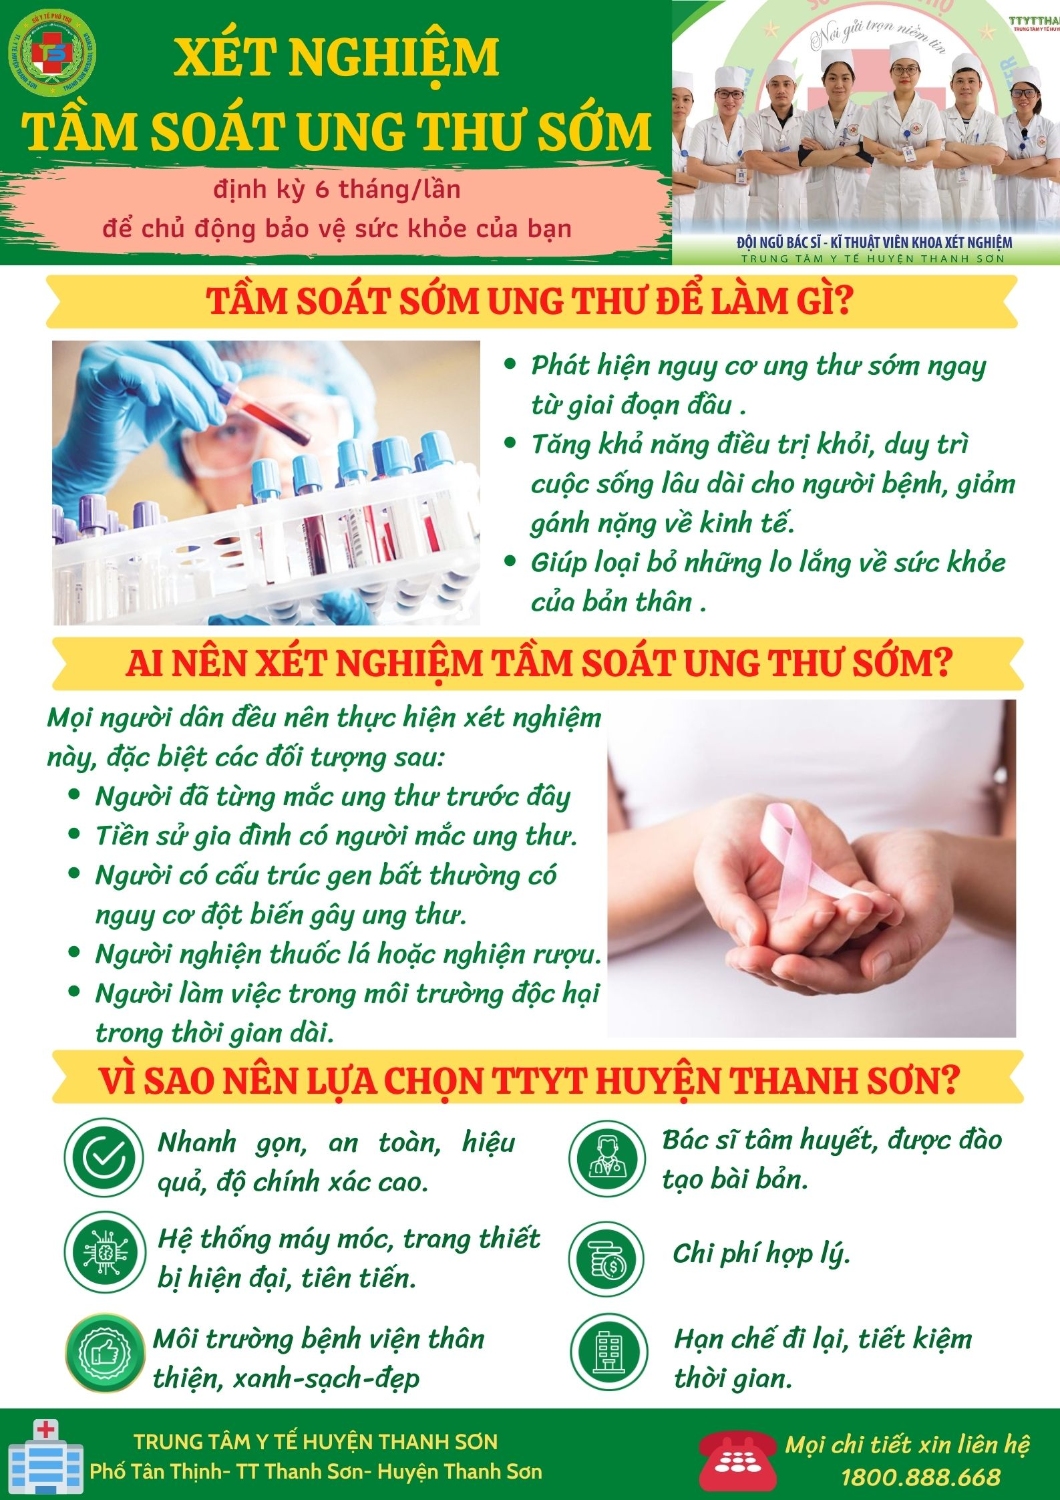 XÉT NGHIỆM
TẦM SOÁT UNG THƯ SỚM
định kỳ 6 tháng/lần
để chủ động bảo vệ sức khỏe của bạn
Nơi gửi trọn niềm tin
ĐỘI NGŨ BÁC SĨ - KĨ THUẬT VIÊN KHOA XÉT NGHIỆM
TRUNG TÂM Y TẾ HUYỆN THANH SƠN
TẦM SOÁT SỚM UNG THƯ ĐỂ LÀM GÌ?
Phát hiện nguy cơ ung thư sớm ngay
từ giai đoạn đầu .
Tăng khả năng điều trị khỏi, duy trì
cuộc sống lâu dài cho người bệnh, giảm
gánh nặng về kinh tế.
Giúp loại bỏ những lo lắng về sức khỏe
của bản thân .
AI NÊN XÉT NGHIỆM TẦM SOÁT UNG THƯ SỚM?
Mọi người dân đều nên thực hiện xét nghiệm
này, đặc biệt các đối tượng sau:
Người đã từng mắc ung thư trước đây
Tiền sử gia đình có người mắc ung thư.
Người có cấu trúc gen bất thường có
nguy cơ đột biến gây ung thư.
Người nghiện thuốc lá hoặc nghiện rượu.
Người làm việc trong môi trường độc hại
trong thời gian dài.
VÌ SAO NÊN LỰA CHỌN TTYT HUYỆN THANH SƠN?
Nhanh gọn, an toàn, hiệu
quả, độ chính xác cao.
Bác sĩ tâm huyết, được đào
tạo bài bản.
Hệ thống máy móc, trang thiết
bị hiện đại, tiên tiến.
Chi phí hợp lý.
Môi trường bệnh viện thân
thiện, xanh-sạch-đẹp
Hạn chế đi lại, tiết kiệm
thời gian.
TRUNG TÂM Y TẾ HUYỆN THANH SƠN
Phố Tân Thịnh- TT Thanh Sơn- Huyện Thanh Sơn
Mọi chi tiết xin liên hệ
1800.888.668